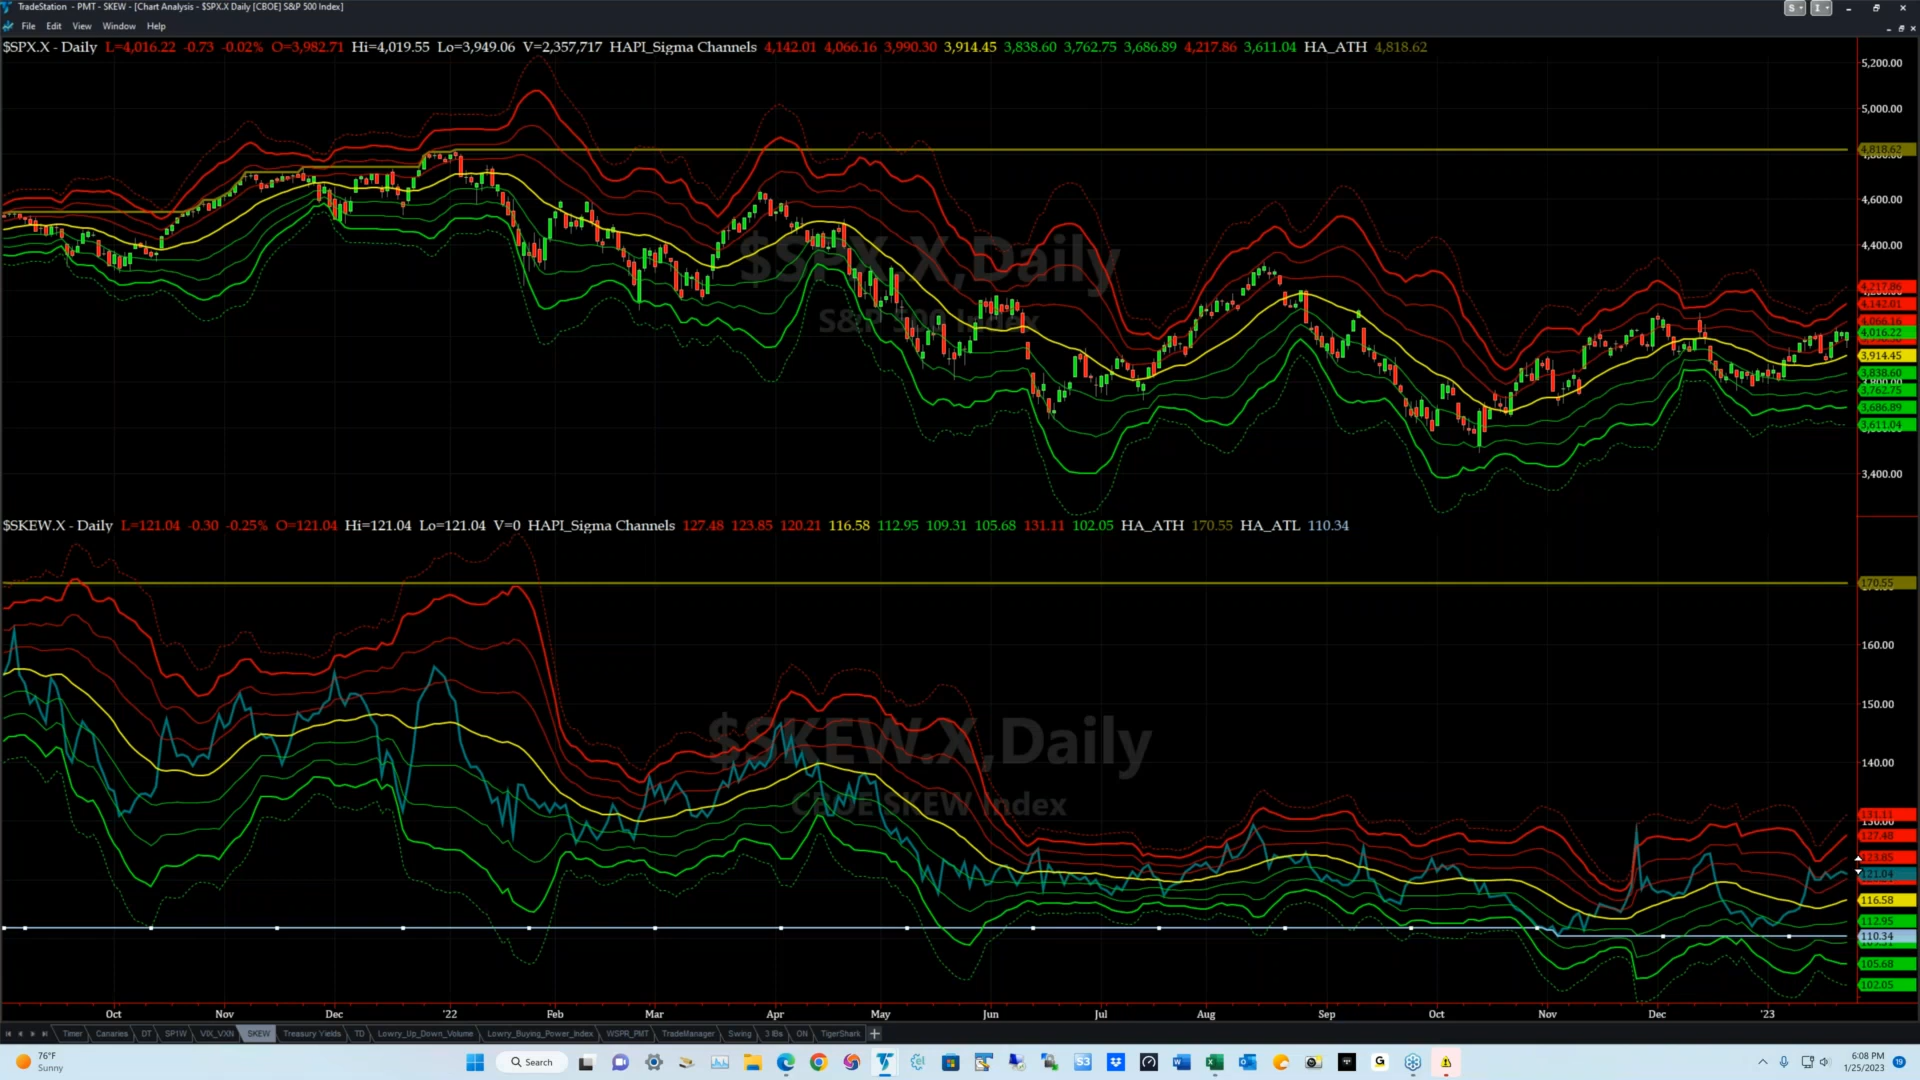 TradeStation - PMT - SKEW - [Chart Analysis - $SPX.X Daily [CBOE] S&P 500 Index]
File Edit View Window Help
$SPX.X - Daily L=4,016.22 -0.73 -0.02% O=3,982.71 Hi=4,019.55 Lo=3,949.06 V=2,357,717 HAPI_Sigma Channels 4,142.01 4,066.16 3,990.30 3,914.45 3,838.60 3,762.75 3,686.89 4,217.86 3,611.04 HA_ATH 4,818.62
5,200.00
5,000.00
4,818.62
4,600.00
4,400.00
$SPX.X,Daily
S&P 500 Index
4,217.86
4,142.01
4,066.16
4,016.22
3,914.45
3,838.60
3,762.75
3,686.89
3,611.04
3,400.00
$SKEW.X - Daily L=121.04 -0.30 -0.25% O=121.04 Hi=121.04 Lo=121.04 V=0 HAPI_Sigma Channels 127.48 123.85 120.21 116.58 112.95 109.31 105.68 131.11 102.05 HA_ATH 170.55 HA_ATL 110.34
170.55
160.00
150.00
140.00
$SKEW.X,Daily
CBOE SKEW Index
131.11
130.00
127.48
123.85
121.04
116.58
112.95
110.34
105.68
102.05
Oct Nov Dec '22 Feb Mar Apr May Jun Jul Aug Sep Oct Nov Dec '23
Timer Canaries DT SP1W VIX_VXN SKEW Treasury Yields TD Lowry_Up_Down_Volume Lowry_Buying_Power_Index WSPR_PMT TradeManager Swing 3 IBs ON TigerShark
76°F
Sunny
Search
6:08 PM
1/25/2023
19